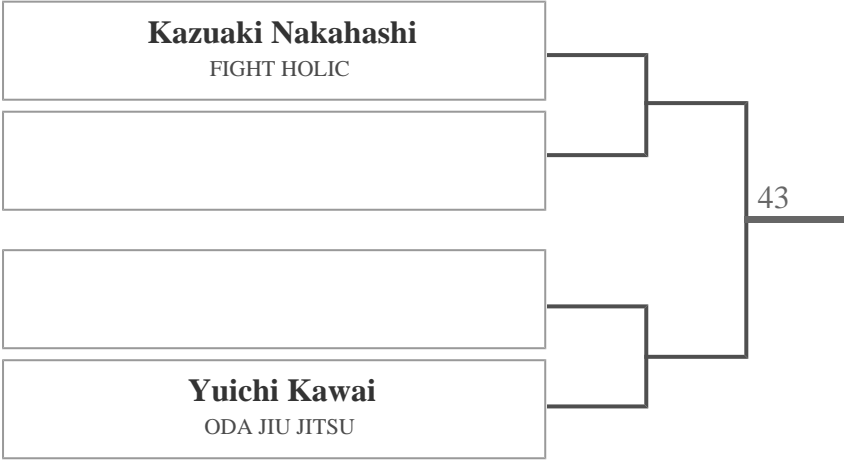 Kazuaki Nakahashi
FIGHT HOLIC
43
Yuichi Kawai
ODA JIU JITSU